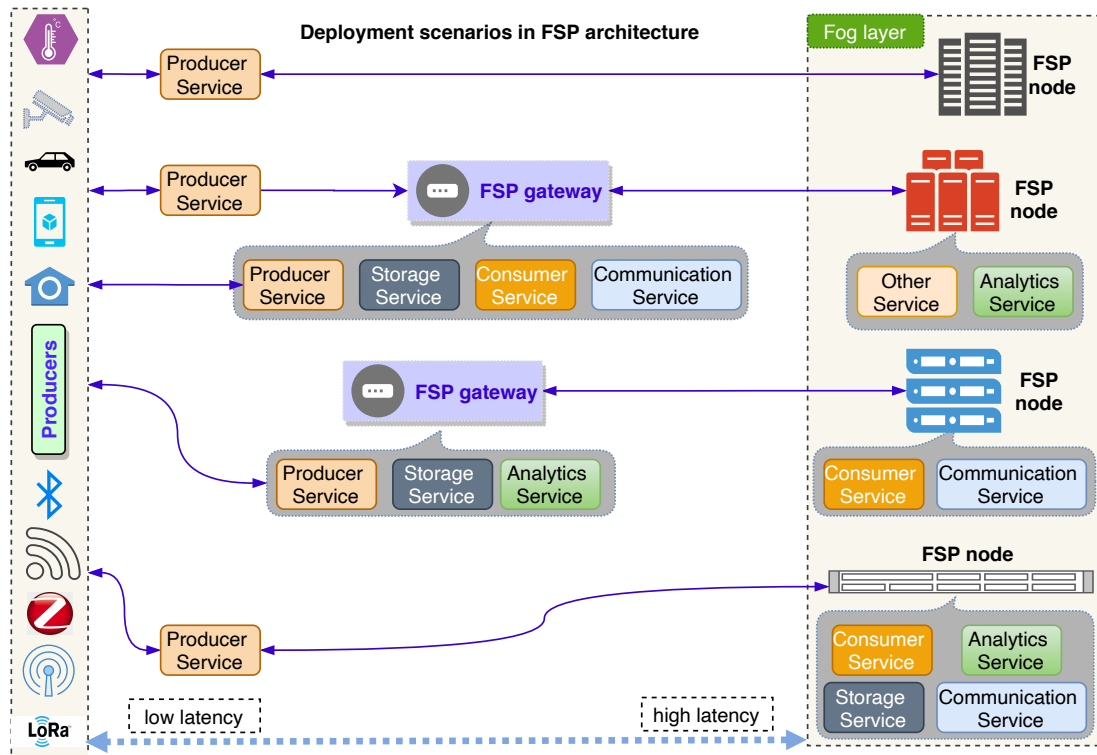 Deployment scenarios in FSP architecture
Fog layer
°C
Producer
Service
FSP
node
Producer
Service
FSP gateway
FSP
node
Producer
Service
Storage
Service
Consumer
Service
Communication
Service
Other
Service
Analytics
Service
Producers
FSP gateway
FSP
node
Producer
Service
Storage
Service
Analytics
Service
Consumer
Service
Communication
Service
FSP node
Producer
Service
Consumer
Service
Analytics
Service
Storage
Service
Communication
Service
low latency
high latency
LoRa